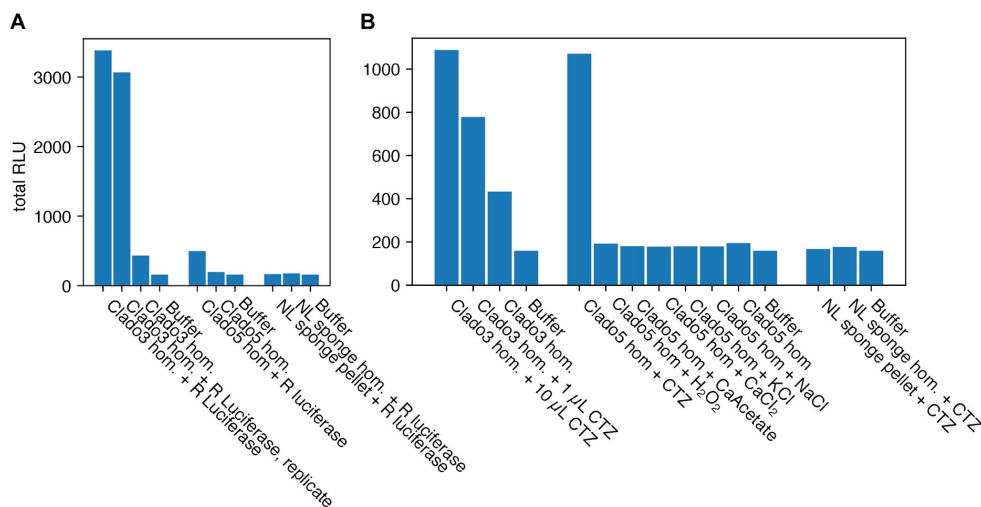 A
total RLU
3000
2000
1000
0
Clado3 hom. + R Luciferase
Clado3 hom. + R Luciferase, replicate
Clado3 hom.
Buffer
Clado5 hom + R luciferase
Clado5 hom.
Buffer
NL sponge pellet + R luciferase
NL sponge hom. + R luciferase
Buffer
B
1000
800
600
400
200
0
Clado3 hom. + 10 μL CTZ
Clado3 hom. + 1 μL CTZ
Clado3 hom.
Buffer
Clado5 hom. + CTZ
Clado5 hom + H₂O₂
Clado5 hom + CaAcetate
Clado5 hom + CaCl₂
Clado5 hom + KCl
Clado5 hom + NaCl
Clado5 hom
Buffer
NL sponge pellet + CTZ
NL sponge hom. + CTZ
Buffer